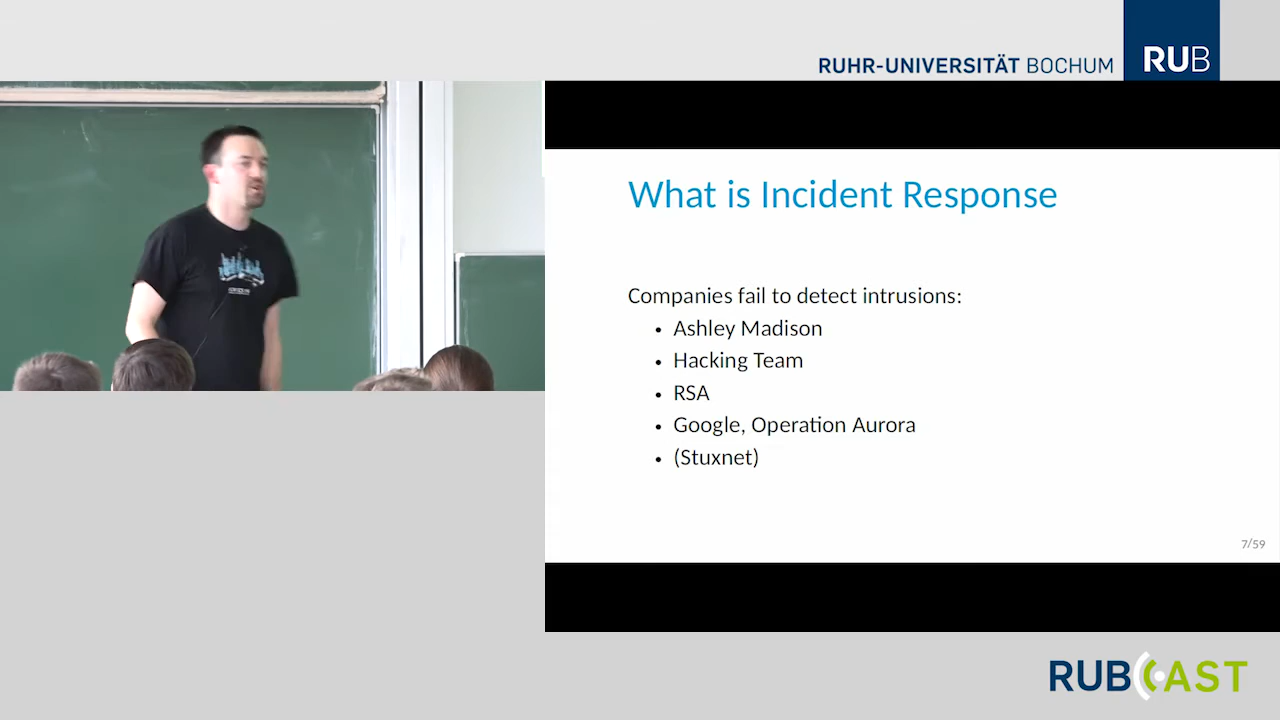 RUHR-UNIVERSITÄT BOCHUM
RUB
What is Incident Response
Companies fail to detect intrusions:
• Ashley Madison
• Hacking Team
• RSA
• Google, Operation Aurora
• (Stuxnet)
7/59
RUBCAST